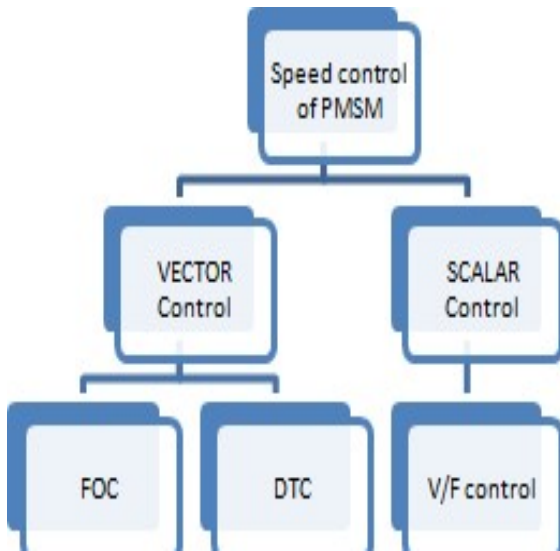 Speed control
of PMSM
VECTOR
Control
SCALAR
Control
FOC
DTC
V/F control